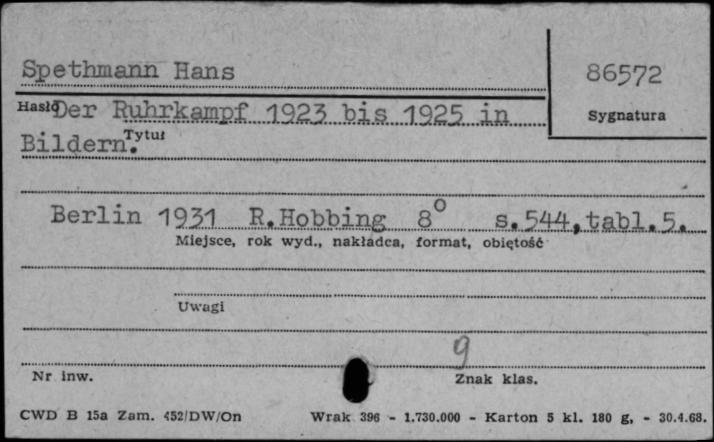 Spethmann Hans
86572
Hasło
Sygnatura
Der Ruhrkampf 1923 bis 1925 in
Tytuł
Bildern.
Berlin 1931 R.Hobbing 8° s.544,tabl.5.
Miejsce, rok wyd., nakładca, format, obiętość
Uwagi
9
Nr inw.
Znak klas.
CWD B 15a Zam. 452/DW/On Wrak 396 - 1.730.000 - Karton 5 kl. 180 g, - 30.4.68.